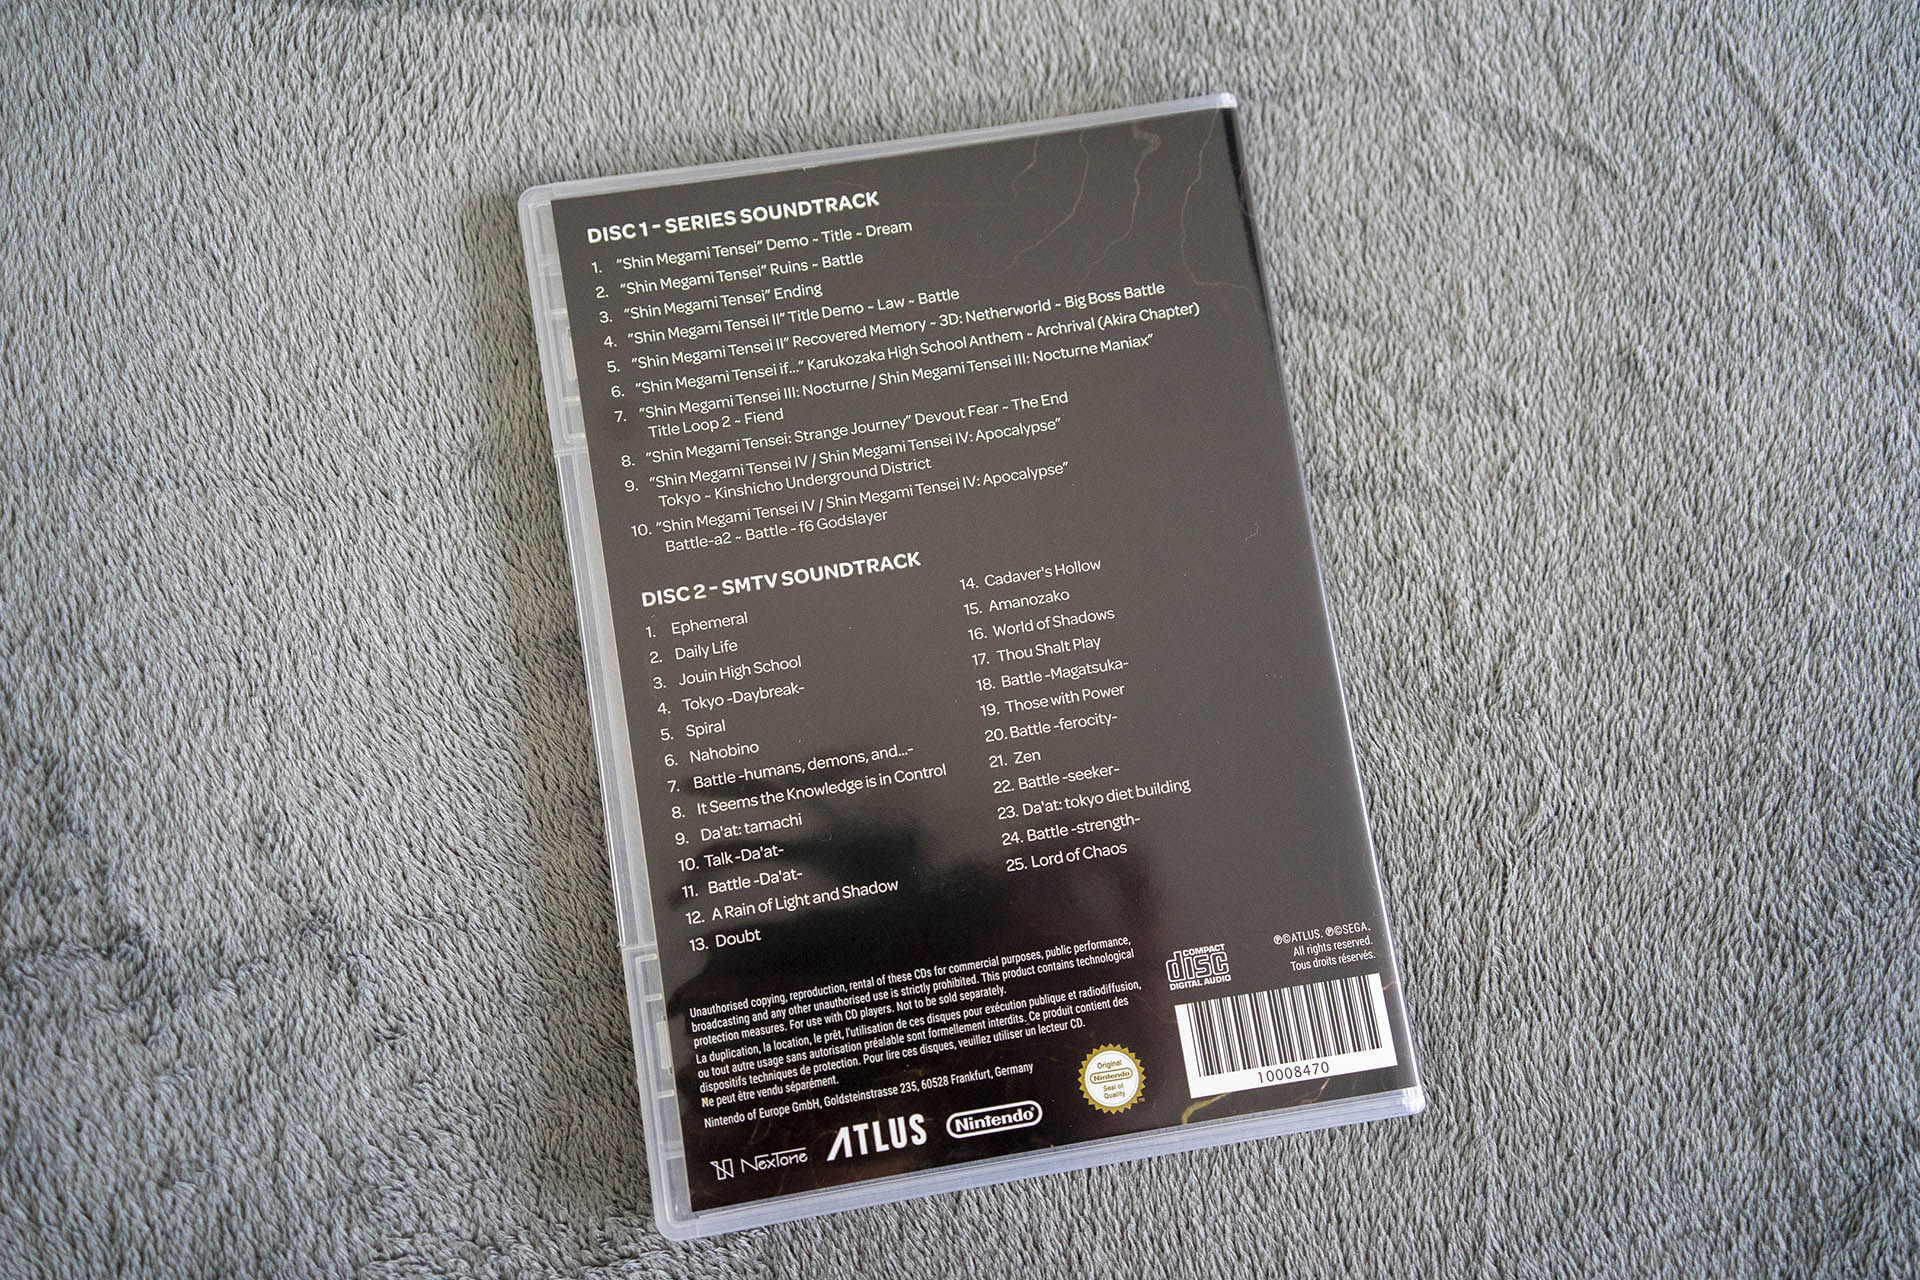 DISC 1 - SERIES SOUNDTRACK
1. "Shin Megami Tensei" Demo ~ Title ~ Dream
2. "Shin Megami Tensei" Ruins ~ Battle
3. "Shin Megami Tensei" Ending
4. "Shin Megami Tensei II" Title Demo ~ Law ~ Battle
5. "Shin Megami Tensei II" Recovered Memory ~ 3D: Netherworld ~ Big Boss Battle
6. "Shin Megami Tensei if..." Karukozaka High School Anthem ~ Archrival (Akira Chapter)
7. "Shin Megami Tensei III: Nocturne / Shin Megami Tensei III: Nocturne Maniax"
Title Loop 2 ~ Fiend
8. "Shin Megami Tensei: Strange Journey" Devout Fear ~ The End
9. "Shin Megami Tensei IV / Shin Megami Tensei IV: Apocalypse"
Tokyo ~ Kinshicho Underground District
10. "Shin Megami Tensei IV / Shin Megami Tensei IV: Apocalypse"
Battle-a2 ~ Battle - f6 Godslayer
DISC 2 - SMTV SOUNDTRACK
1. Ephemeral
2. Daily Life
3. Jouin High School
4. Tokyo -Daybreak-
5. Spiral
6. Nahobino
7. Battle -humans, demons, and...-
8. It Seems the Knowledge is in Control
9. Da'at: tamachi
10. Talk -Da'at-
11. Battle -Da'at-
12. A Rain of Light and Shadow
13. Doubt
14. Cadaver's Hollow
15. Amanozako
16. World of Shadows
17. Thou Shalt Play
18. Battle -Magatsuka-
19. Those with Power
20. Battle -ferocity-
21. Zen
22. Battle -seeker-
23. Da'at: tokyo diet building
24. Battle -strength-
25. Lord of Chaos
Unauthorised copying, reproduction, rental of these CDs for commercial purposes, public performance,
broadcasting and any other unauthorised use is strictly prohibited. This product contains technological
protection measures. For use with CD players. Not to be sold separately.
La duplication, la location, le prêt, l'utilisation de ces disques pour exécution publique et radiodiffusion,
ou tout autre usage sans autorisation préalable sont formellement interdits. Ce produit contient des
dispositifs techniques de protection. Pour lire ces disques, veuillez utiliser un lecteur CD.
Ne peut être vendu séparément.
Nintendo of Europe GmbH, Goldsteinstrasse 235, 60528 Frankfurt, Germany
NexTone
ATLUS
Nintendo®
Original
Nintendo
Seal of
Quality
TM
COMPACT
disc
DIGITAL AUDIO
℗©ATLUS. ℗©SEGA.
All rights reserved.
Tous droits réservés.
10008470